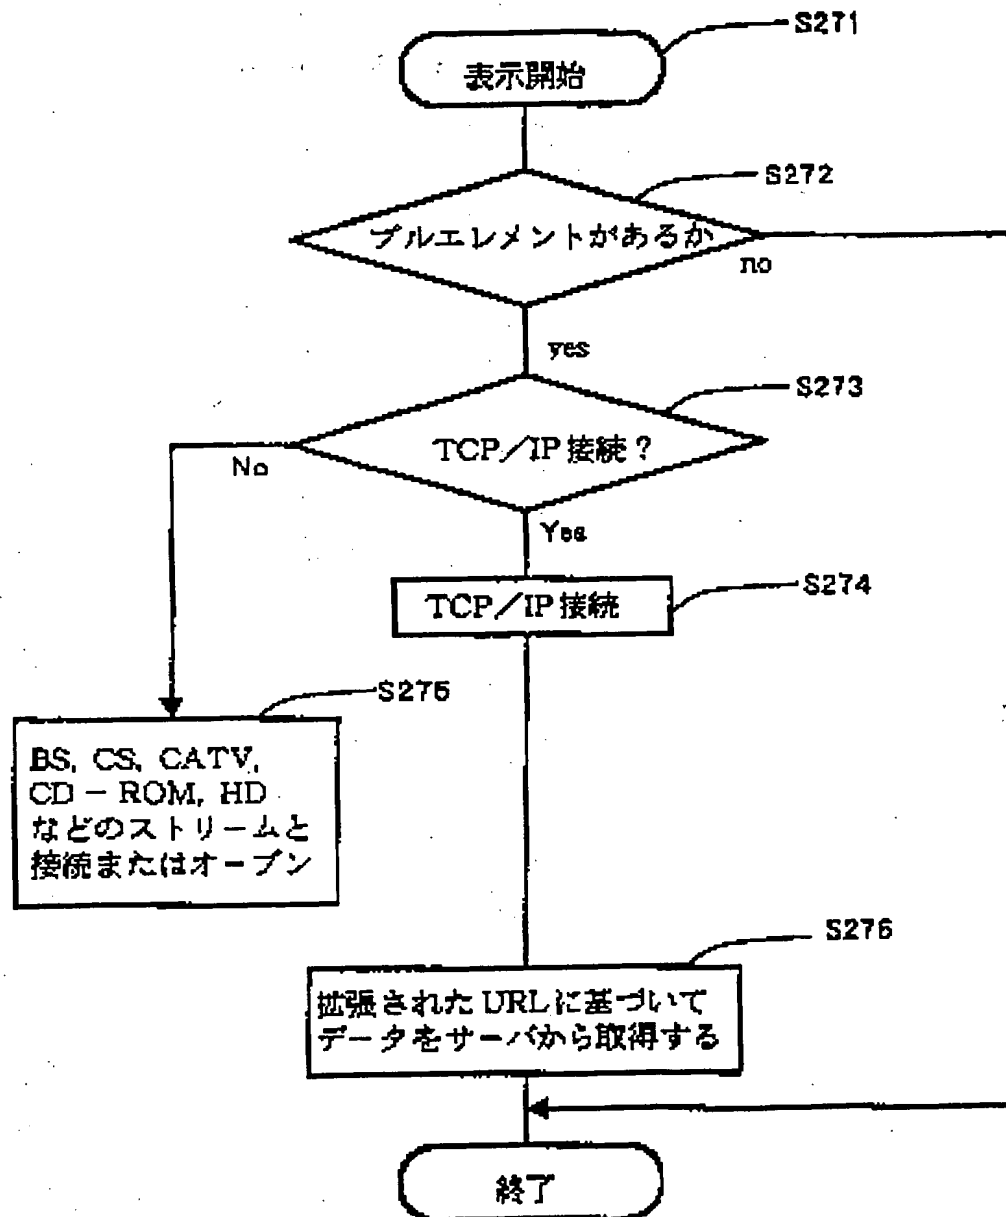 S271
表示開始
S272
プルエレメントがあるか
no
yes
S273
TCP／IP 接続？
No
Yes
S274
TCP／IP 接続
S275
BS, CS, CATV,
CD－ROM, HD
などのストリームと
接続またはオープン
S276
拡張された URL に基づいて
データをサーバから取得する
終了